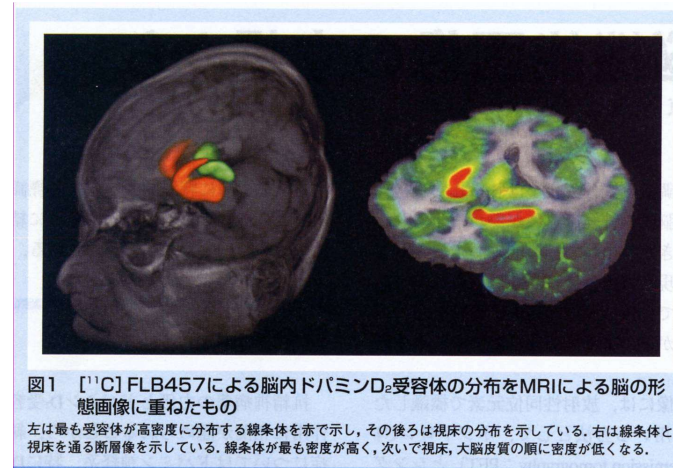 図1 [¹¹C] FLB457による脳内ドパミンD₂受容体の分布をMRIによる脳の形
態画像に重ねたもの
左は最も受容体が高密度に分布する線条体を赤で示し，その後ろは視床の分布を示している．右は線条体と
視床を通る断層像を示している．線条体が最も密度が高く，次いで視床，大脳皮質の順に密度が低くなる．